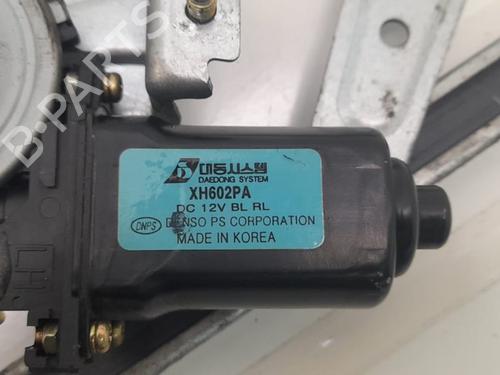 대동시스템
DAEDONG SYSTEM
XH602PA
DC 12V BL RL
DNPS DENSO PS CORPORATION
MADE IN KOREA
LH
B-PARTS